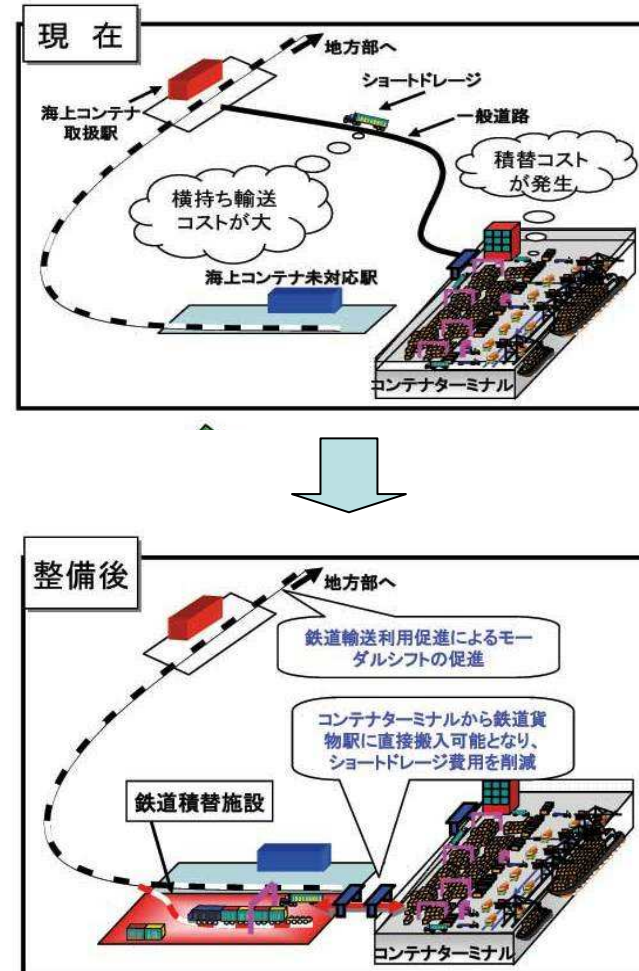 現 在
地方部へ
ショートドレージ
海上コンテナ
取扱駅
一般道路
積替コスト
が発生
横持ち輸送
コストが大
海上コンテナ未対応駅
コンテナターミナル
整備後
地方部へ
鉄道輸送利用促進によるモー
ダルシフトの促進
コンテナターミナルから鉄道貨
物駅に直接搬入可能となり、
ショートドレージ費用を削減
鉄道積替施設
コンテナターミナル